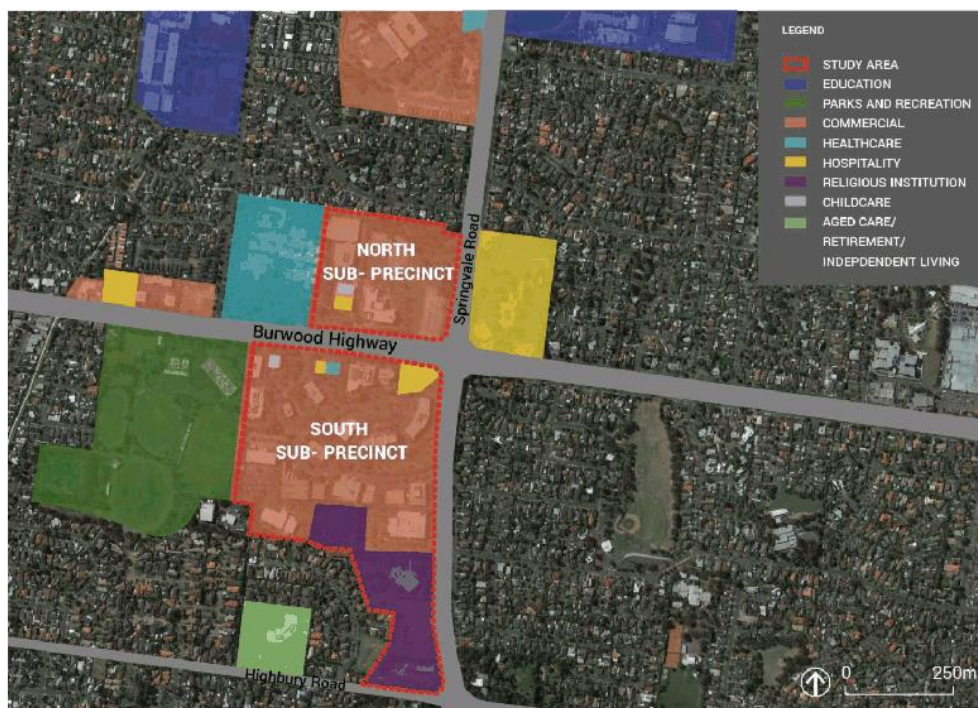 LEGEND
STUDY AREA
EDUCATION
PARKS AND RECREATION
COMMERCIAL
HEALTHCARE
HOSPITALITY
RELIGIOUS INSTITUTION
CHILDCARE
AGED CARE/
RETIREMENT/
INDEPENDENT LIVING
NORTH
SUB- PRECINCT
Springvale Road
Burwood Highway
SOUTH
SUB- PRECINCT
Highbury Road
0 250m